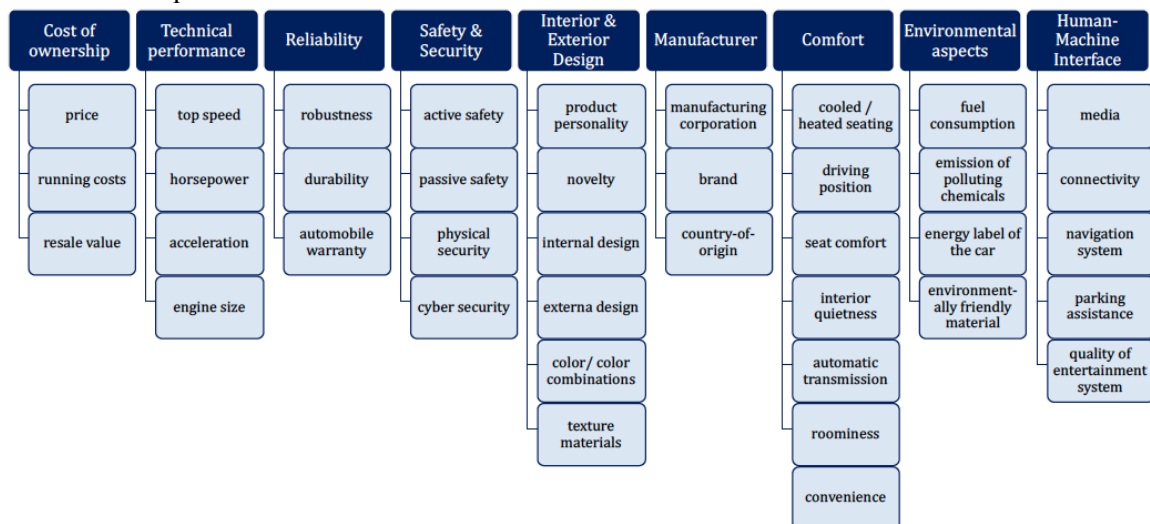 Cost of
ownership
price
running costs
resale value
Technical
performance
top speed
horsepower
acceleration
engine size
Reliability
robustness
durability
automobile
warranty
Safety &
Security
active safety
passive safety
physical
security
cyber security
Interior &
Exterior
Design
product
personality
novelty
internal design
externa design
color/ color
combinations
texture
materials
Manufacturer
manufacturing
corporation
brand
country-of-
origin
Comfort
cooled /
heated seating
driving
position
seat comfort
interior
quietness
automatic
transmission
roominess
convenience
Environmental
aspects
fuel
consumption
emission of
polluting
chemicals
energy label of
the car
environment-
ally friendly
material
Human-
Machine
Interface
media
connectivity
navigation
system
parking
assistance
quality of
entertainment
system